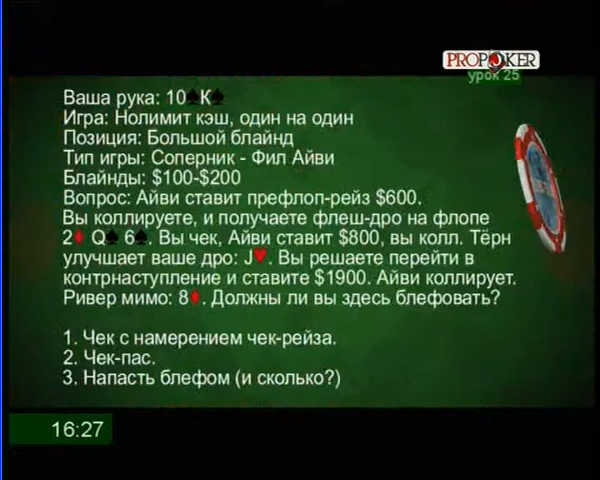 PROPOKER
урок 25
Ваша рука: 10♠К♠
Игра: Нолимит кэш, один на один
Позиция: Большой блайнд
Тип игры: Соперник - Фил Айви
Блайнды: $100-$200
Вопрос: Айви ставит префлоп-рейз $600.
Вы коллируете, и получаете флеш-дро на флопе
2♦ Q♠ 6♠. Вы чек, Айви ставит $800, вы колл. Тёрн
улучшает ваше дро: J♥. Вы решаете перейти в
контрнаступление и ставите $1900. Айви коллирует.
Ривер мимо: 8♦. Должны ли вы здесь блефовать?
1. Чек с намерением чек-рейза.
2. Чек-пас.
3. Напасть блефом (и сколько?)
16:27